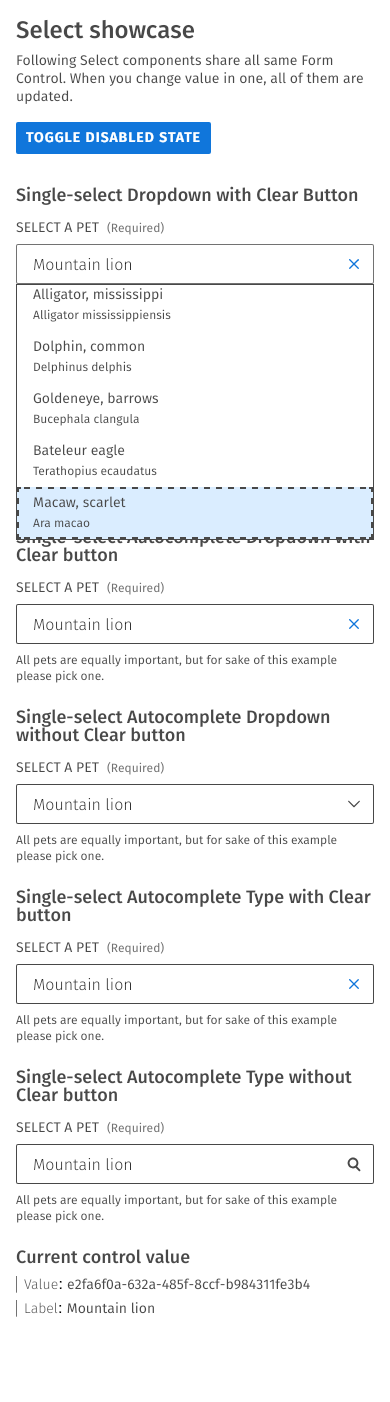 Select showcase
Following Select components share all same Form
Control. When you change value in one, all of them are
updated.
TOGGLE DISABLED STATE
Single-select Dropdown with Clear Button
SELECT A PET (Required)
Mountain lion
Alligator, mississippi
Alligator mississippiensis
Dolphin, common
Delphinus delphis
Goldeneye, barrows
Bucephala clangula
Bateleur eagle
Terathopius ecaudatus
Macaw, scarlet
Ara macao
Single-select Autocomplete Dropdown with
Clear button
SELECT A PET (Required)
Mountain lion
All pets are equally important, but for sake of this example
please pick one.
Single-select Autocomplete Dropdown
without Clear button
SELECT A PET (Required)
Mountain lion
All pets are equally important, but for sake of this example
please pick one.
Single-select Autocomplete Type with Clear
button
SELECT A PET (Required)
Mountain lion
All pets are equally important, but for sake of this example
please pick one.
Single-select Autocomplete Type without
Clear button
SELECT A PET (Required)
Mountain lion
All pets are equally important, but for sake of this example
please pick one.
Current control value
Value: e2fa6f0a-632a-485f-8ccf-b984311fe3b4
Label: Mountain lion